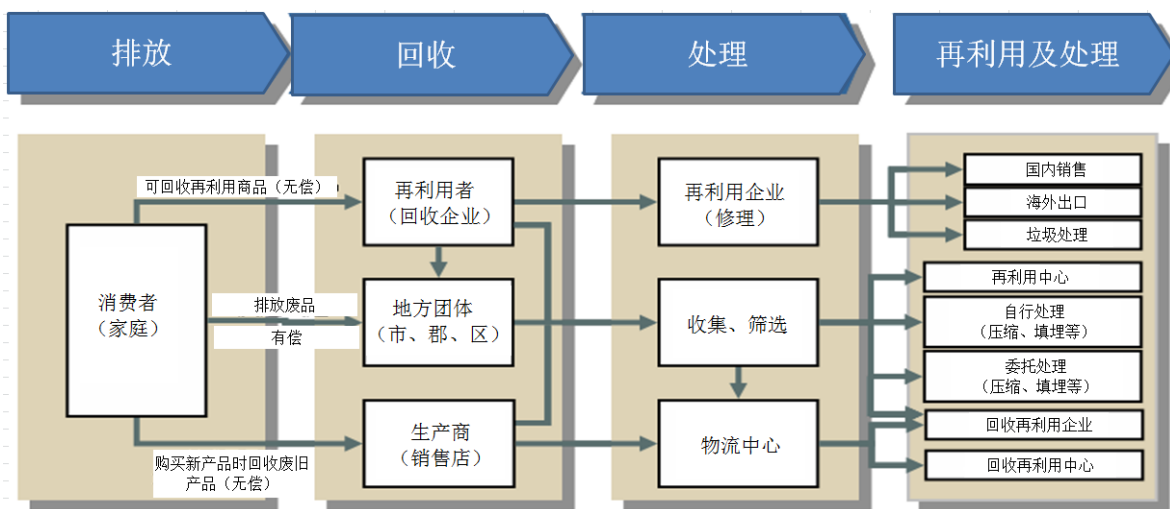 排放
回收
处理
再利用及处理
可回收再利用商品（无偿）
再利用者
（回收企业）
再利用企业
（修理）
国内销售
海外出口
垃圾处理
消费者
（家庭）
排放废品
有偿
地方团体
（市、郡、区）
收集、筛选
再利用中心
自行处理
（压缩、填埋等）
委托处理
（压缩、填埋等）
购买新产品时回收废旧
产品（无偿）
生产商
（销售店）
物流中心
回收再利用企业
回收再利用中心